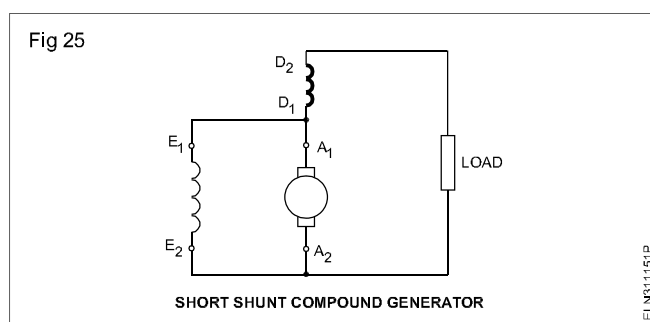 Fig 25
D2
D1
E1
A1
LOAD
E2
A2
SHORT SHUNT COMPOUND GENERATOR
ELN311151P